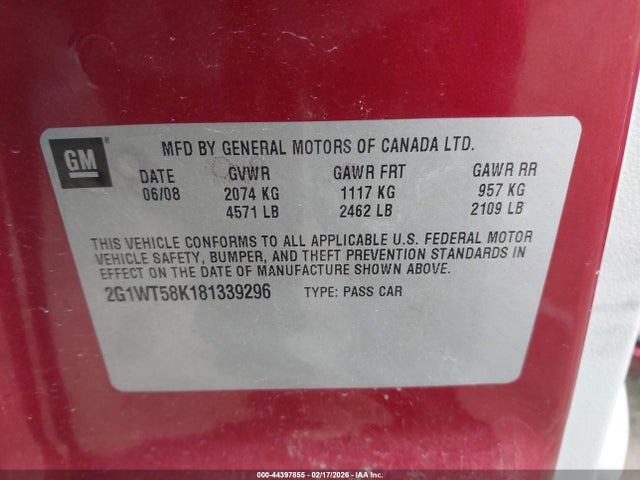 GM
MFD BY GENERAL MOTORS OF CANADA LTD.
DATE GVWR GAWR FRT GAWR RR
06/08 2074 KG 1117 KG 957 KG
4571 LB 2462 LB 2109 LB
THIS VEHICLE CONFORMS TO ALL APPLICABLE U.S. FEDERAL MOTOR
VEHICLE SAFETY, BUMPER, AND THEFT PREVENTION STANDARDS IN
EFFECT ON THE DATE OF MANUFACTURE SHOWN ABOVE.
2G1WT58K181339296 TYPE: PASS CAR
000-44397855 - 02/17/2026 - IMPACT AUTO AUCTIONS